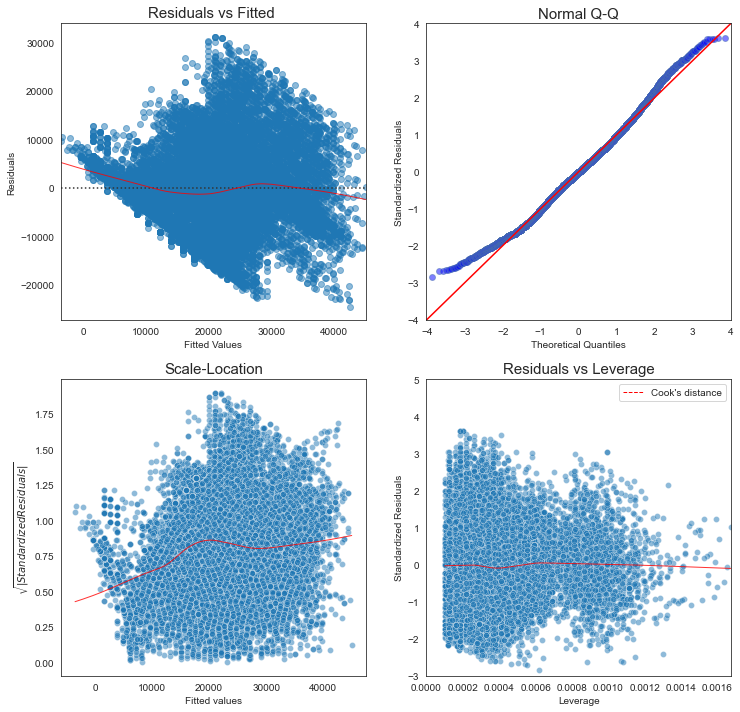 Residuals vs Fitted
30000
20000
10000
0
−10000
−20000
Residuals
0 10000 20000 30000 40000
Fitted Values
Normal Q-Q
4
3
2
1
0
−1
−2
−3
−4
Standardized Residuals
−4 −3 −2 −1 0 1 2 3 4
Theoretical Quantiles
Scale-Location
1.75
1.50
1.25
1.00
0.75
0.50
0.25
0.00
√|StandardizedResiduals|
0 10000 20000 30000 40000
Fitted values
Residuals vs Leverage
Cook's distance
5
4
3
2
1
0
−1
−2
−3
Standardized Residuals
0.0000 0.0002 0.0004 0.0006 0.0008 0.0010 0.0012 0.0014 0.0016
Leverage